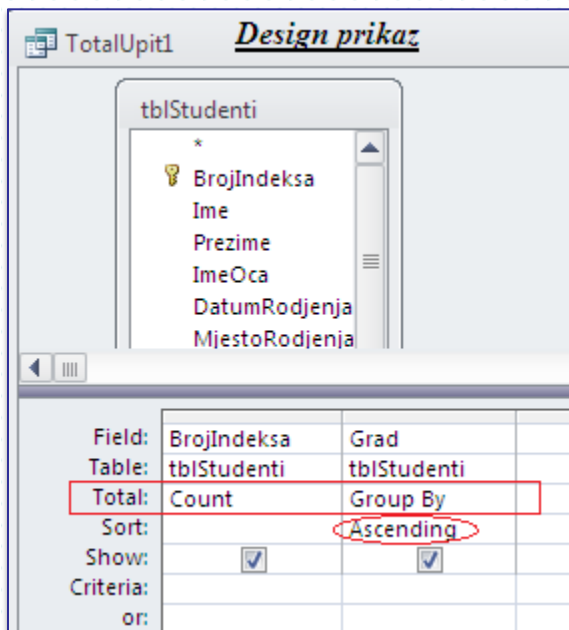 TotalUpit1 Design prikaz
tblStudenti
*
BrojIndeksa
Ime
Prezime
ImeOca
DatumRodjenja
MjestoRodjenja
Field: BrojIndeksa Grad
Table: tblStudenti tblStudenti
Total: Count Group By
Sort: Ascending
Show:
Criteria:
or: